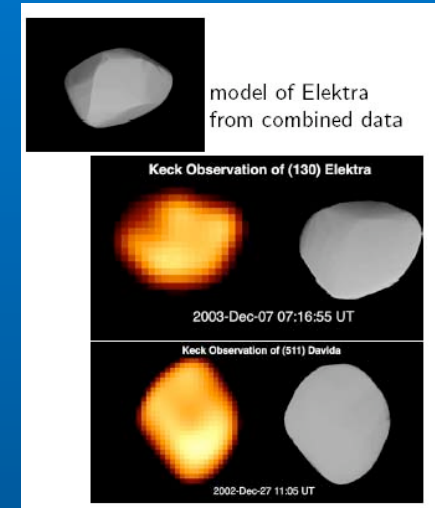 model of Elektra
from combined data
Keck Observation of (130) Elektra
2003-Dec-07 07:16:55 UT
Keck Observation of (511) Davida
2002-Dec-27 11:05 UT